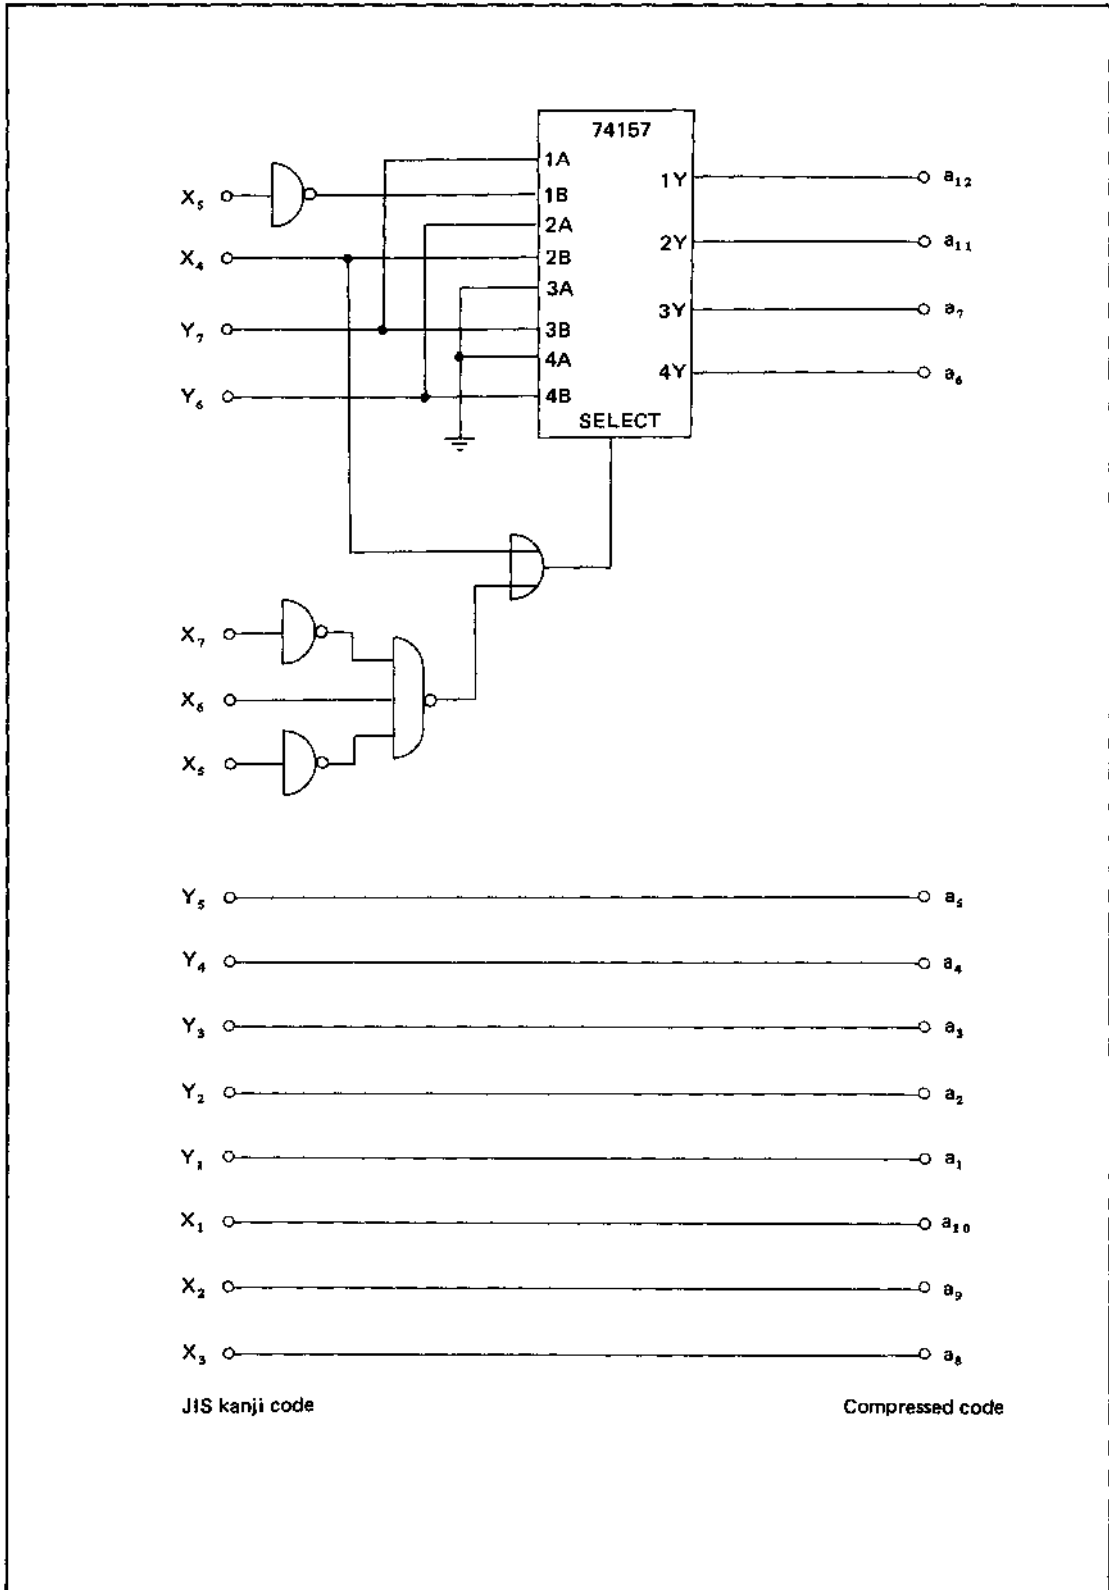 74157
1A
1Y
a₁₂
X₅
1B
2A
2Y
a₁₁
X₄
2B
3A
3Y
a₇
Y₇
3B
4A
4Y
a₆
Y₆
4B
SELECT
X₇
X₆
X₅
Y₅
a₅
Y₄
a₄
Y₃
a₃
Y₂
a₂
Y₁
a₁
X₁
a₁₀
X₂
a₉
X₃
a₈
JIS kanji code
Compressed code